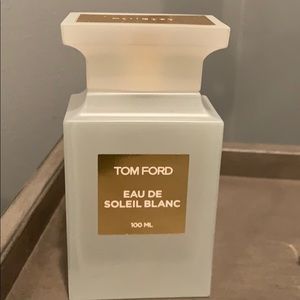 TOM FORD
EAU DE
SOLEIL BLANC
100 ML